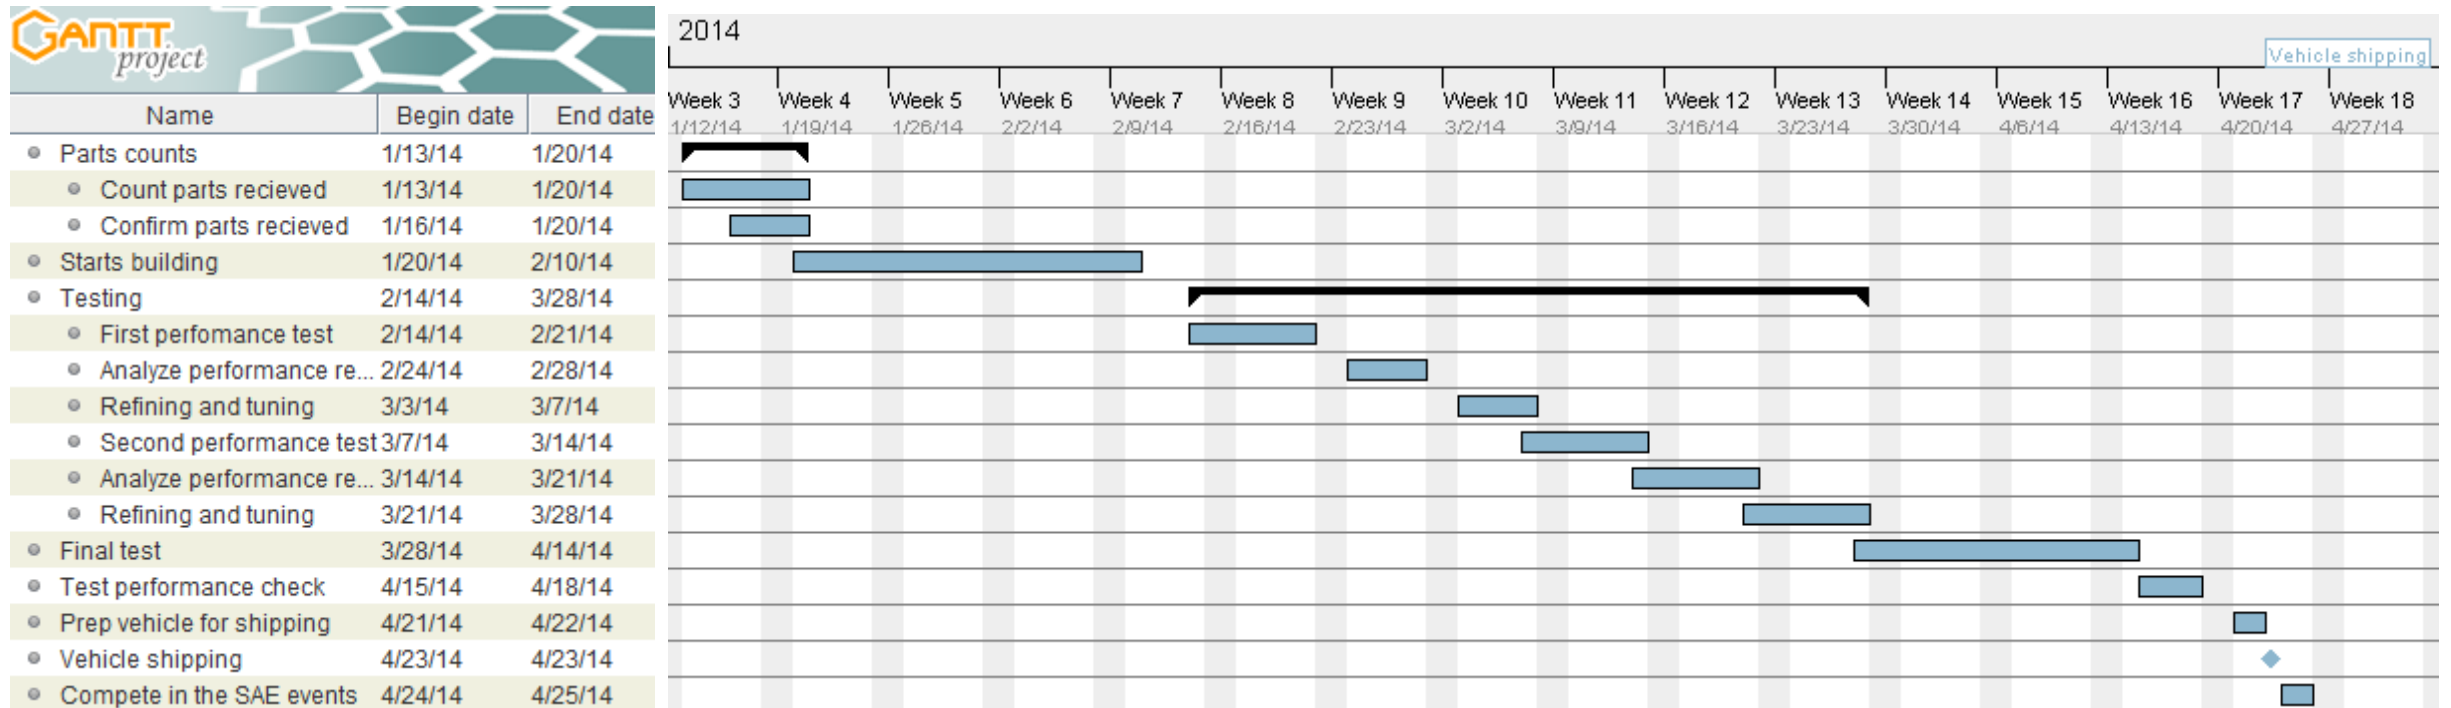 GANTT
project
2014
Vehicle shipping
Week 3 Week 4 Week 5 Week 6 Week 7 Week 8 Week 9 Week 10 Week 11 Week 12 Week 13 Week 14 Week 15 Week 16 Week 17 Week 18
1/12/14 1/19/14 1/26/14 2/2/14 2/9/14 2/16/14 2/23/14 3/2/14 3/9/14 3/16/14 3/23/14 3/30/14 4/6/14 4/13/14 4/20/14 4/27/14
Name Begin date End date
Parts counts 1/13/14 1/20/14
Count parts recieved 1/13/14 1/20/14
Confirm parts recieved 1/16/14 1/20/14
Starts building 1/20/14 2/10/14
Testing 2/14/14 3/28/14
First perfomance test 2/14/14 2/21/14
Analyze performance re... 2/24/14 2/28/14
Refining and tuning 3/3/14 3/7/14
Second performance test 3/7/14 3/14/14
Analyze performance re... 3/14/14 3/21/14
Refining and tuning 3/21/14 3/28/14
Final test 3/28/14 4/14/14
Test performance check 4/15/14 4/18/14
Prep vehicle for shipping 4/21/14 4/22/14
Vehicle shipping 4/23/14 4/23/14
Compete in the SAE events 4/24/14 4/25/14